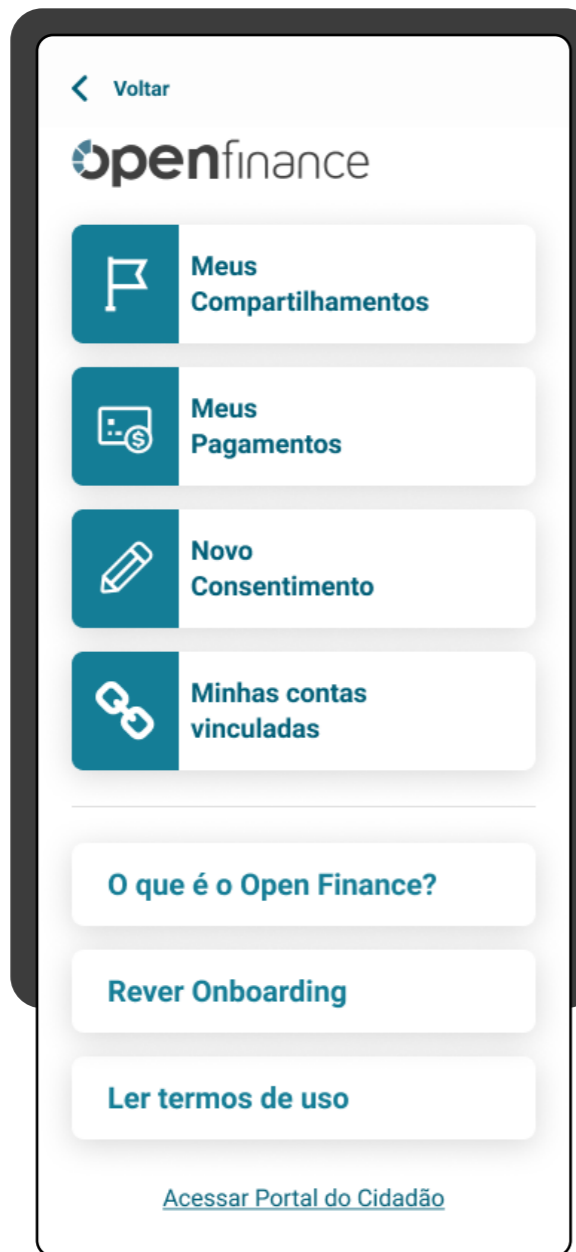 Voltar
openfinance
Meus
Compartilhamentos
Meus
Pagamentos
Novo
Consentimento
Minhas contas
vinculadas
O que é o Open Finance?
Rever Onboarding
Ler termos de uso
Acessar Portal do Cidadão